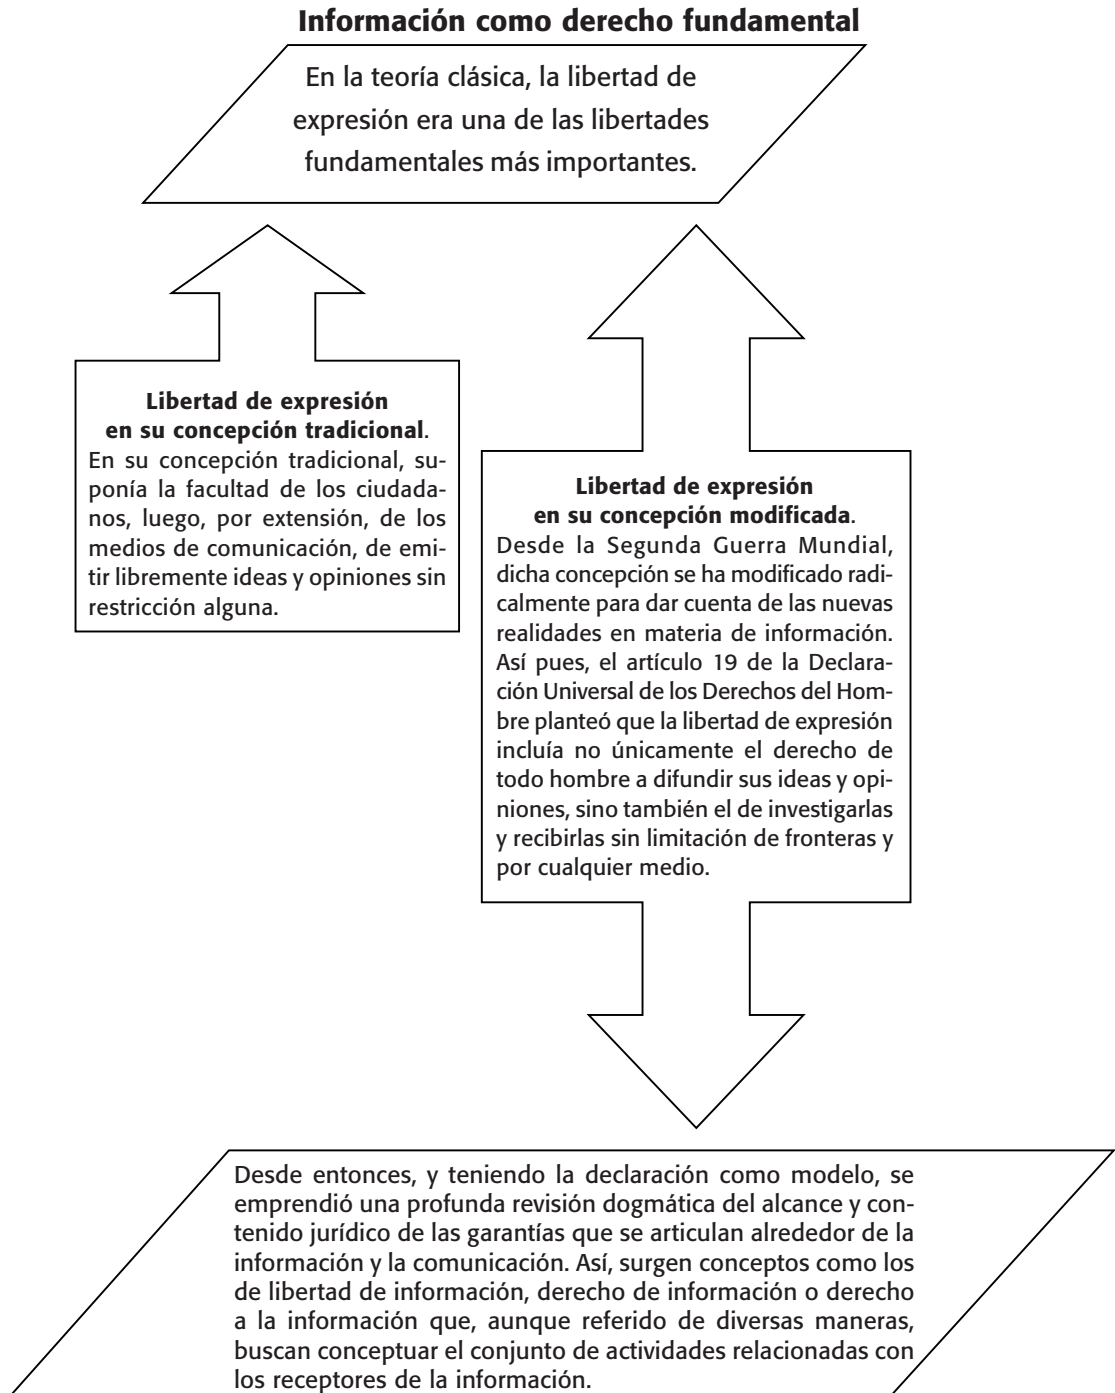 Información como derecho fundamental
En la teoría clásica, la libertad de
expresión era una de las libertades
fundamentales más importantes.
Libertad de expresión
en su concepción tradicional.
En su concepción tradicional, su-
ponía la facultad de los ciudada-
nos, luego, por extensión, de los
medios de comunicación, de emi-
tir libremente ideas y opiniones sin
restricción alguna.
Libertad de expresión
en su concepción modificada.
Desde la Segunda Guerra Mundial,
dicha concepción se ha modificado radi-
calmente para dar cuenta de las nuevas
realidades en materia de información.
Así pues, el artículo 19 de la Declara-
ción Universal de los Derechos del Hom-
bre planteó que la libertad de expresión
incluía no únicamente el derecho de
todo hombre a difundir sus ideas y opi-
niones, sino también el de investigarlas
y recibirlas sin limitación de fronteras y
por cualquier medio.
Desde entonces, y teniendo la declaración como modelo, se
emprendió una profunda revisión dogmática del alcance y con-
tenido jurídico de las garantías que se articulan alrededor de la
información y la comunicación. Así, surgen conceptos como los
de libertad de información, derecho de información o derecho
a la información que, aunque referido de diversas maneras,
buscan conceptuar el conjunto de actividades relacionadas con
los receptores de la información.